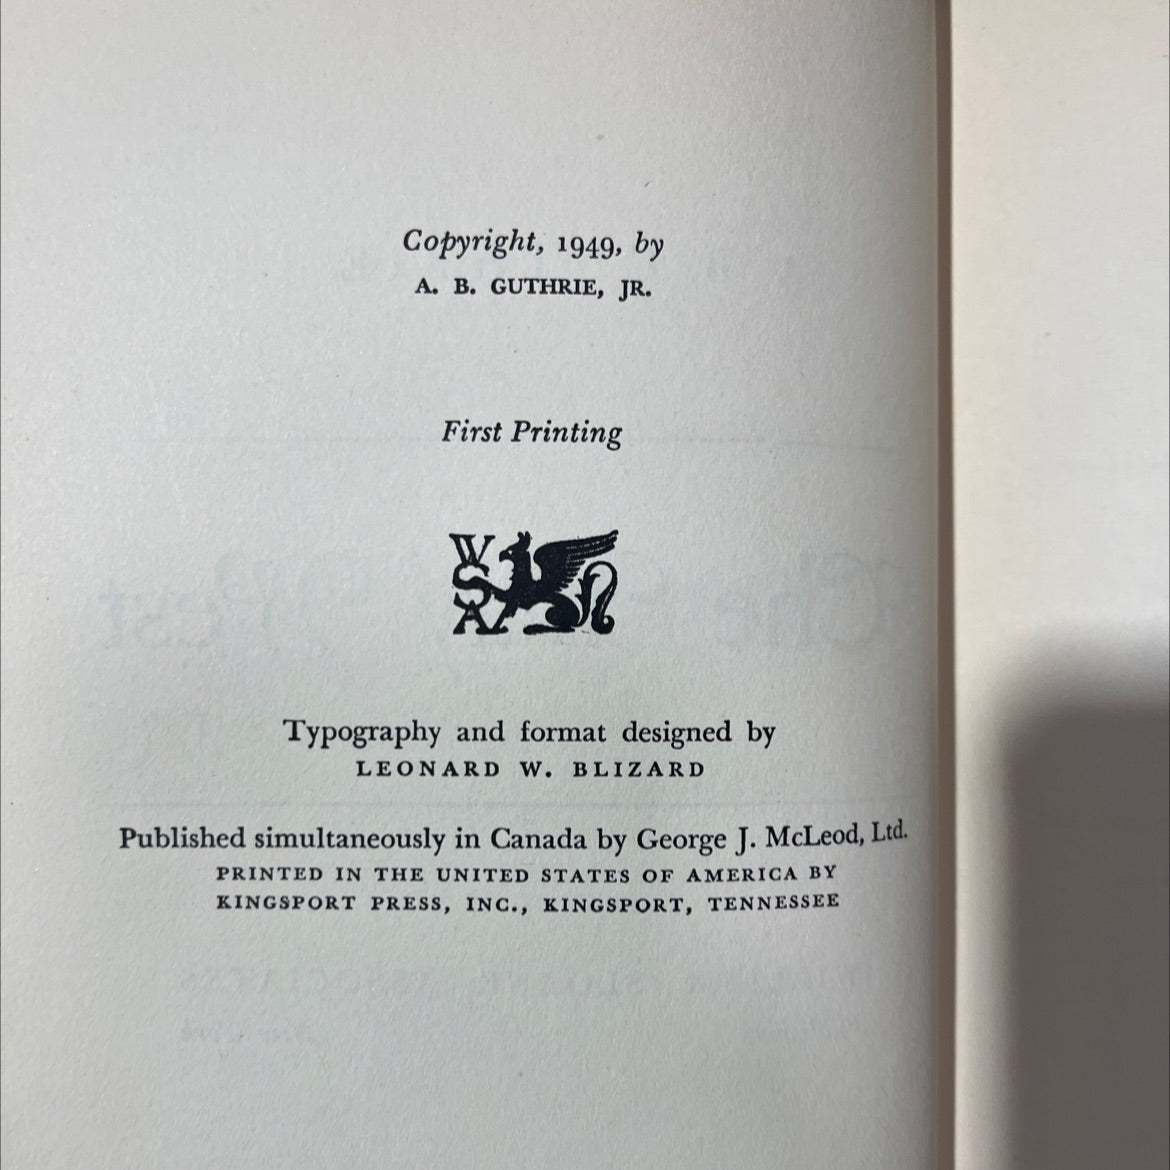 Copyright, 1949, by
A. B. GUTHRIE, JR.
First Printing
WSA
Typography and format designed by
LEONARD W. BLIZARD
Published simultaneously in Canada by George J. McLeod, Ltd.
PRINTED IN THE UNITED STATES OF AMERICA BY
KINGSPORT PRESS, INC., KINGSPORT, TENNESSEE